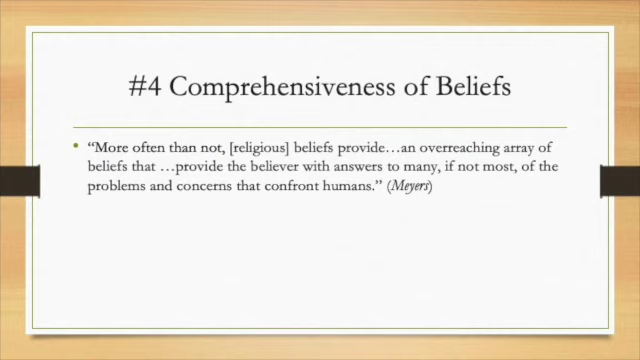 #4 Comprehensiveness of Beliefs
• “More often than not, [religious] beliefs provide…an overreaching array of
beliefs that …provide the believer with answers to many, if not most, of the
problems and concerns that confront humans.” (Meyers)